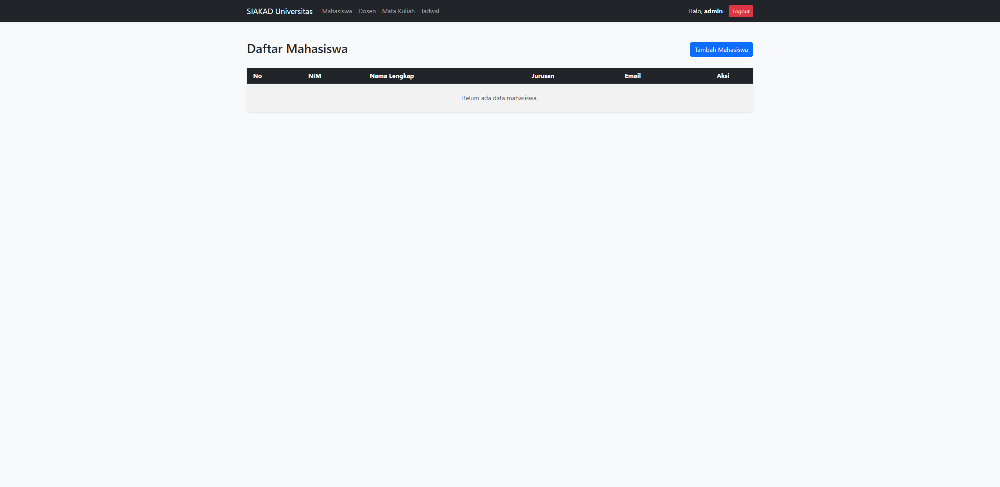 SIAKAD Universitas Mahasiswa Dosen Mata Kuliah Jadwal Halo, admin Logout
Daftar Mahasiswa Tambah Mahasiswa
No NIM Nama Lengkap Jurusan Email Aksi
Belum ada data mahasiswa.